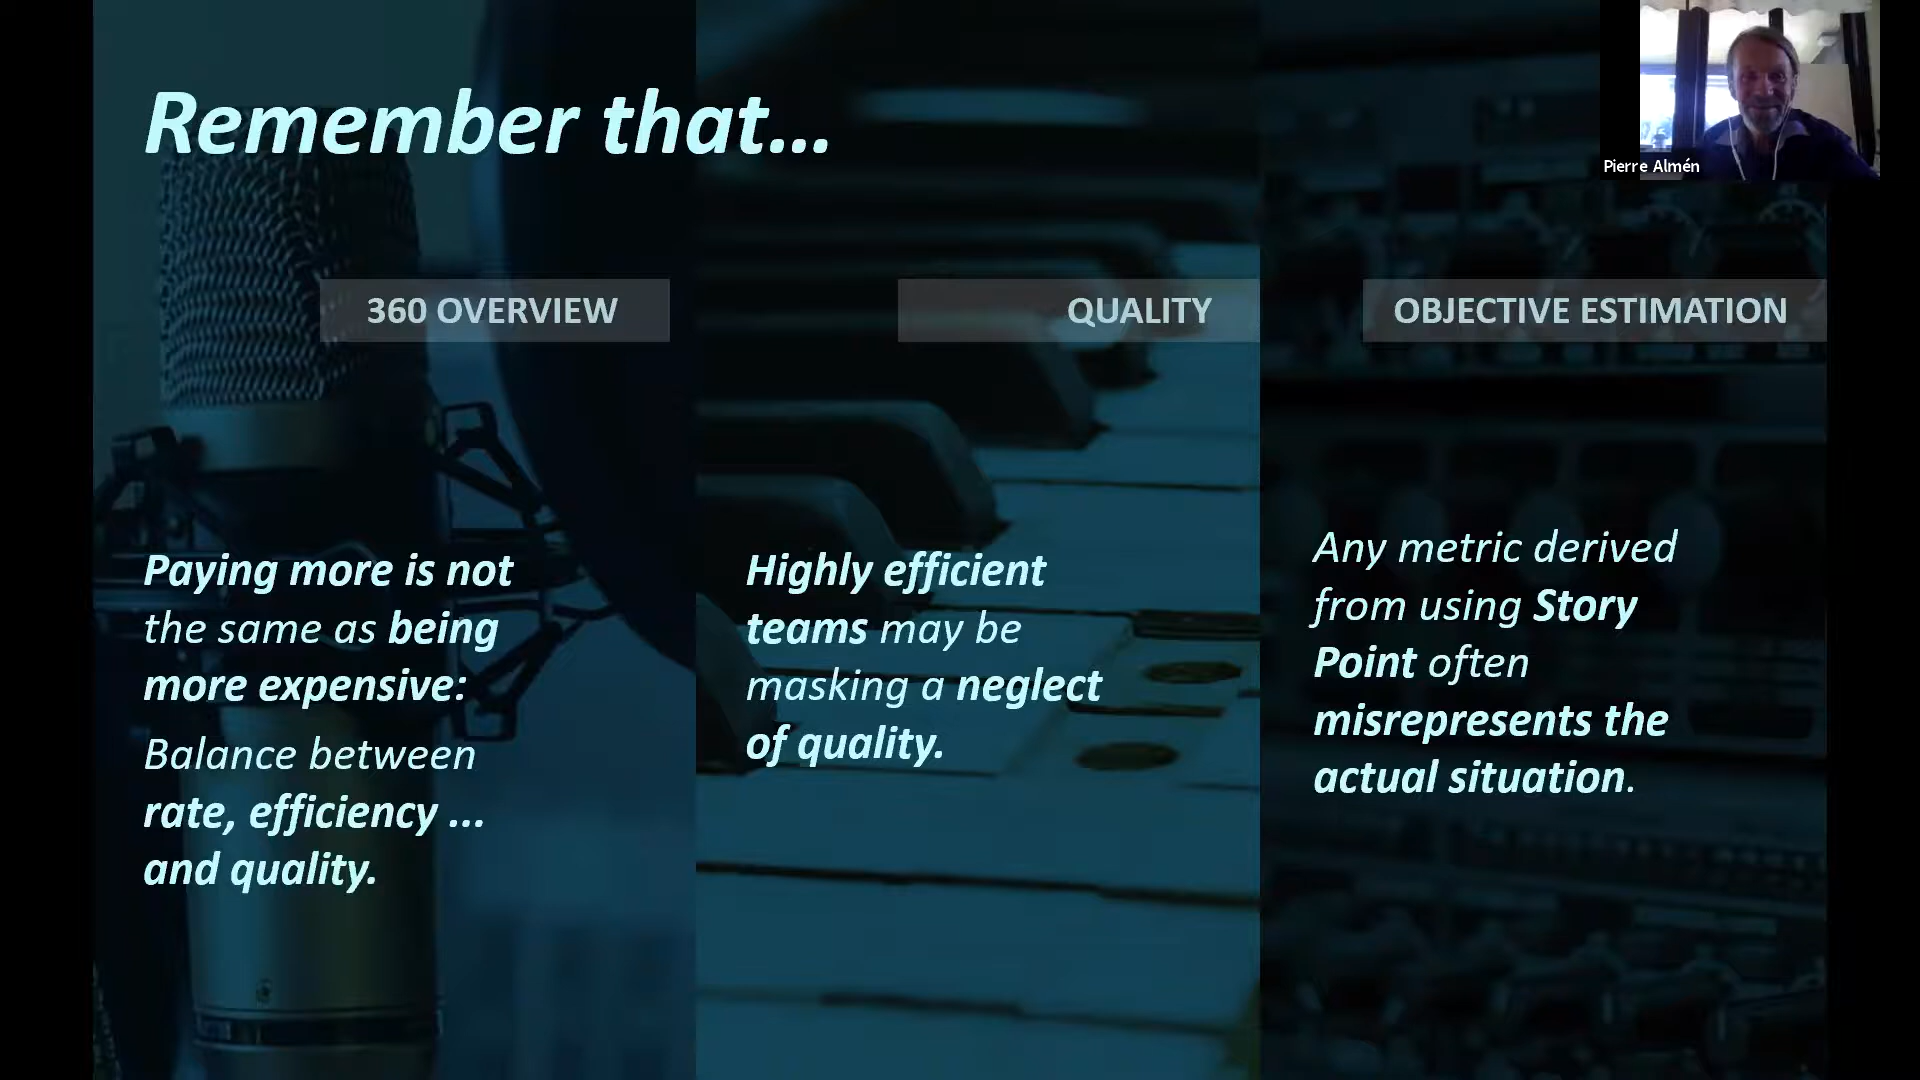 Remember that...
Pierre Almén
360 OVERVIEW
Paying more is not
the same as being
more expensive:
Balance between
rate, efficiency ...
and quality.
QUALITY
Highly efficient
teams may be
masking a neglect
of quality.
OBJECTIVE ESTIMATION
Any metric derived
from using Story
Point often
misrepresents the
actual situation.